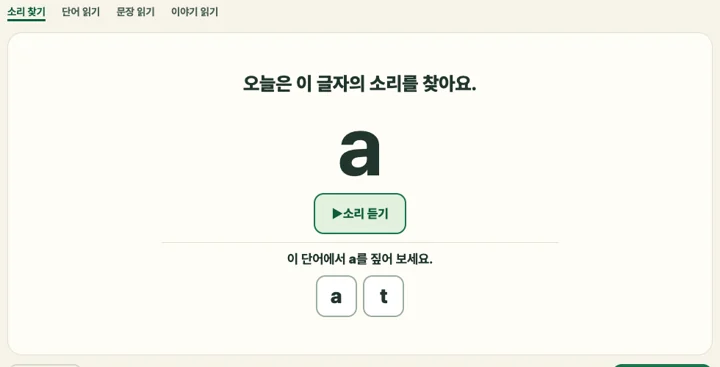 소리 찾기 단어 읽기 문장 읽기 이야기 읽기
오늘은 이 글자의 소리를 찾아요.
a
▶소리 듣기
이 단어에서 a를 짚어 보세요.
a t